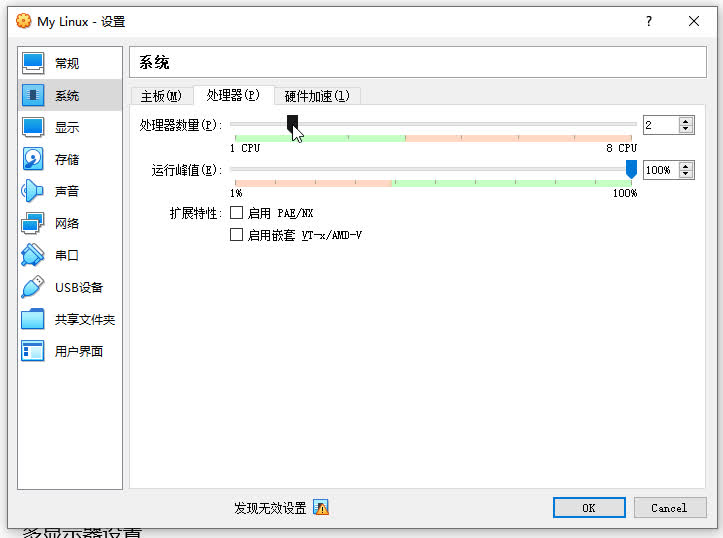 My Linux - 设置
?
常规
系统
显示
存储
声音
网络
串口
USB设备
共享文件夹
用户界面
系统
主板(M) 处理器(P) 硬件加速(l)
处理器数量(P): 2
1 CPU 8 CPU
运行峰值(E): 100%
1% 100%
扩展特性: 启用 PAE/NX
启用嵌套 VT-x/AMD-V
发现无效设置 OK Cancel
多显示器设置